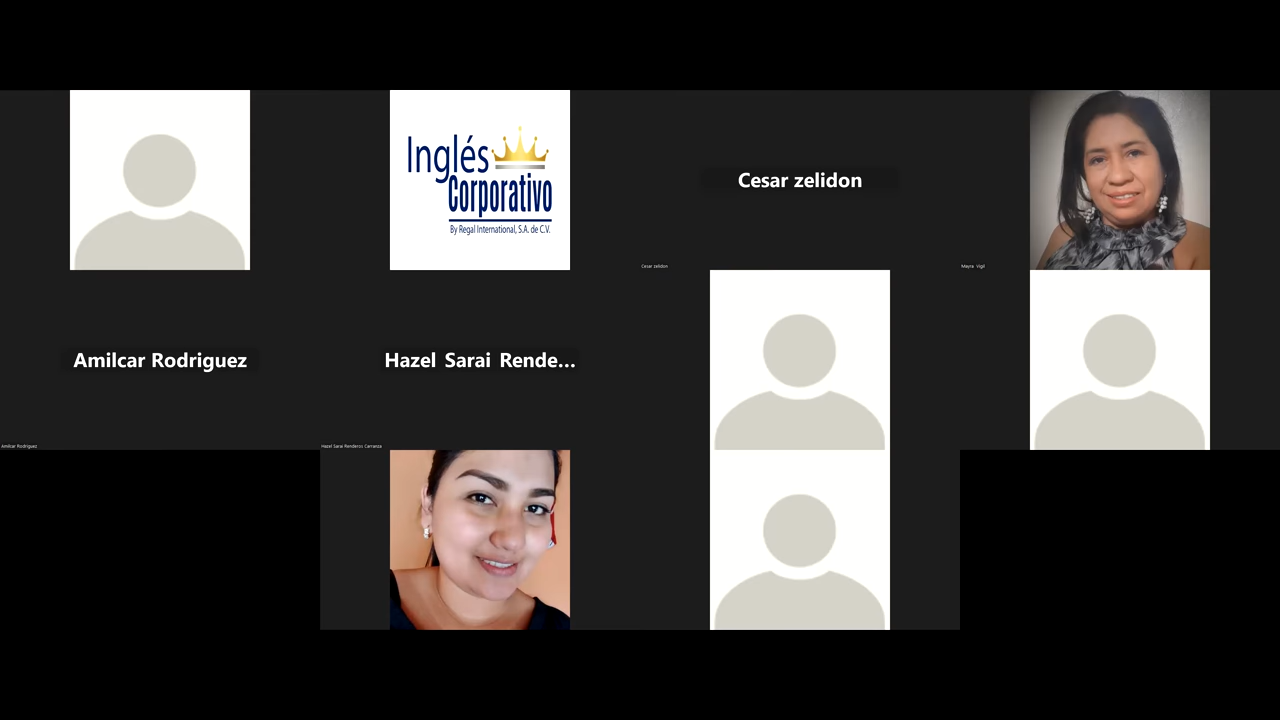 Inglés
Corporativo
By Regal International, S.A. de C.V.
Cesar zelidon
Cesar zelidon
Mayra Vigil
Amilcar Rodriguez
Hazel Sarai Rende...
Amilcar Rodriguez
Hazel Sarai Renderos Carranza